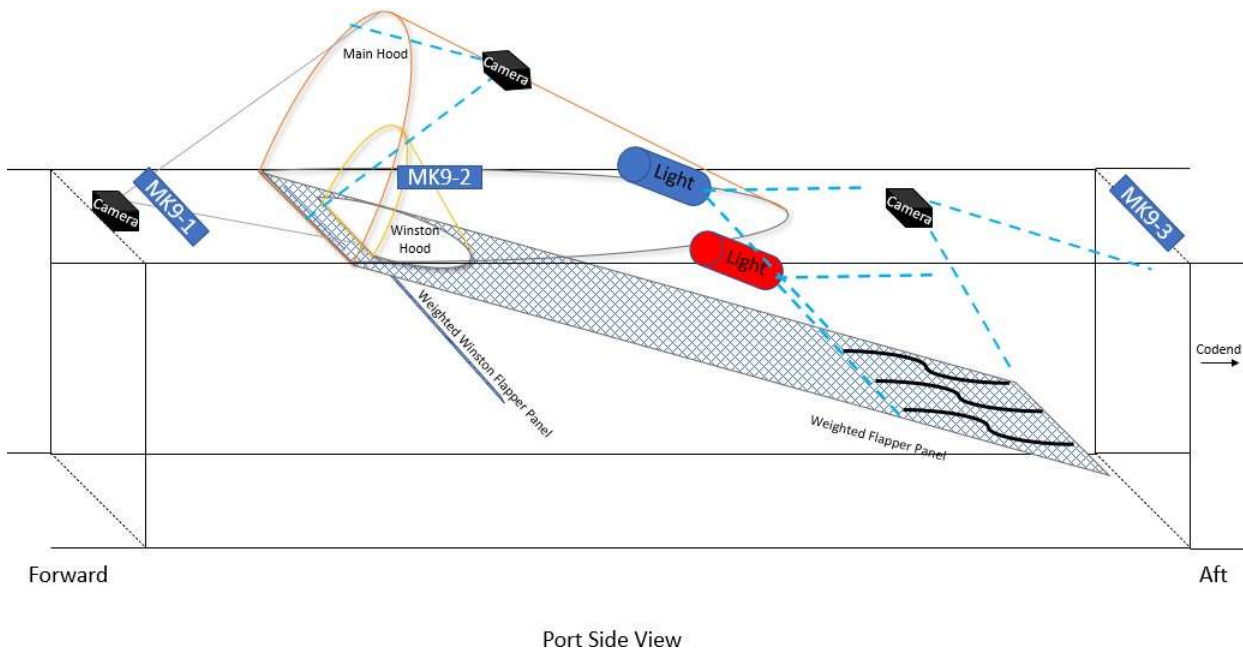 Main Hood
Camera
MK9-1
Camera
MK9-2
Light
Camera
MK9-3
Winston
Hood
Light
Weighted Winston Flapper Panel
Codend
Weighted Flapper Panel
Forward
Aft
Port Side View